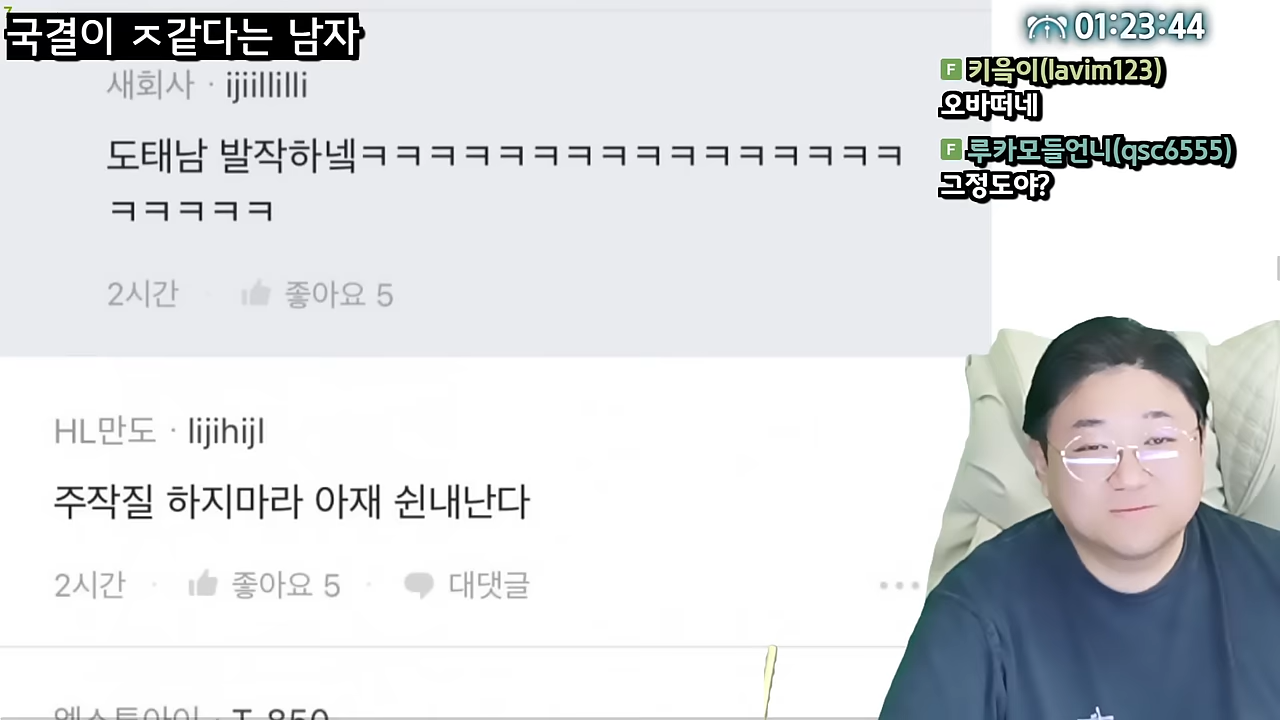 국결이 ㅈ같다는 남자
01:23:44
새회사 · ijiillilli
도태남 발작하넼ㅋㅋㅋㅋㅋㅋㅋㅋㅋㅋㅋㅋㅋㅋㅋㅋ
ㅋㅋㅋㅋㅋ
2시간 · 좋아요 5
HL만도 · lijihijl
주작질 하지마라 아재 쉰내난다
2시간 · 좋아요 5 · 대댓글
F 키읔이(lavim123)
오바떠네
F 루카모들언니(qsc6555)
그정도야?